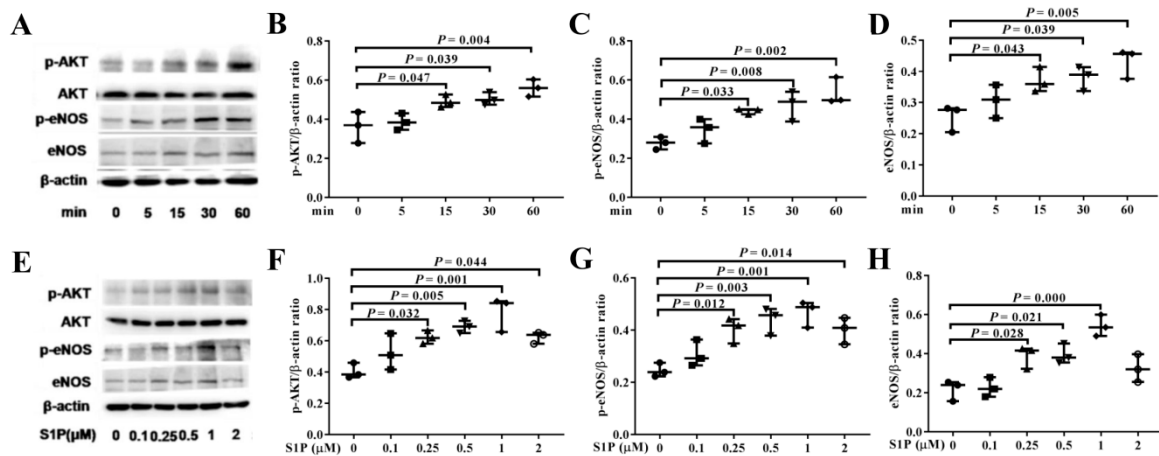 A
p-AKT
AKT
p-eNOS
eNOS
β-actin
min 0 5 15 30 60
B
P = 0.004
P = 0.039
P = 0.047
p-AKT/β-actin ratio
0.8
0.6
0.4
0.2
0.0
min 0 5 15 30 60
C
P = 0.002
P = 0.008
P = 0.033
p-eNOS/β-actin ratio
0.8
0.6
0.4
0.2
0.0
min 0 5 15 30 60
D
P = 0.005
P = 0.039
P = 0.043
eNOS/β-actin ratio
0.5
0.4
0.3
0.2
0.1
0.0
min 0 5 15 30 60
E
p-AKT
AKT
p-eNOS
eNOS
β-actin
S1P(μM) 0 0.1 0.25 0.5 1 2
F
P = 0.044
P = 0.001
P = 0.005
P = 0.032
p-AKT/β-actin ratio
1.0
0.8
0.6
0.4
0.2
0.0
S1P (μM) 0 0.1 0.25 0.5 1 2
G
P = 0.014
P = 0.001
P = 0.003
P = 0.012
p-eNOS/β-actin ratio
0.6
0.4
0.2
0.0
S1P (μM) 0 0.1 0.25 0.5 1 2
H
P = 0.000
P = 0.021
P = 0.028
eNOS/β-actin ratio
0.8
0.6
0.4
0.2
0.0
S1P (μM) 0 0.1 0.25 0.5 1 2